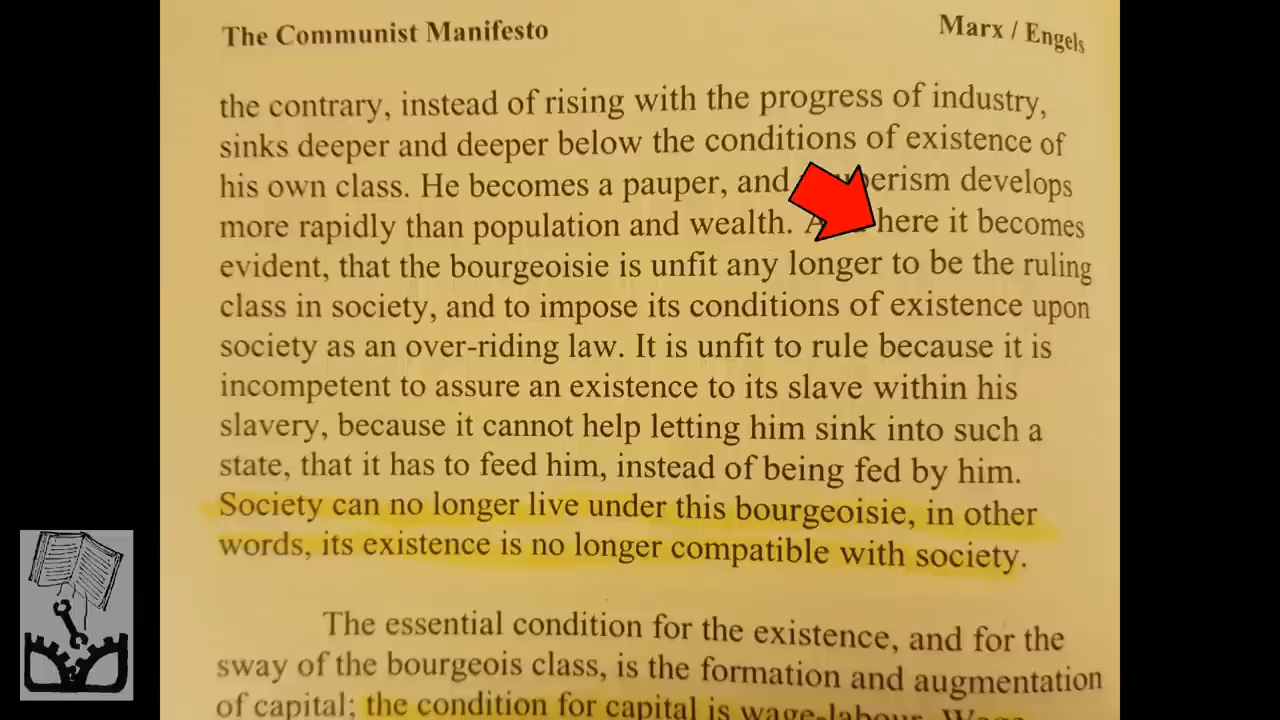 The Communist Manifesto
Marx / Engels
the contrary, instead of rising with the progress of industry,
sinks deeper and deeper below the conditions of existence of
his own class. He becomes a pauper, and erism develops
more rapidly than population and wealth. here it becomes
evident, that the bourgeoisie is unfit any longer to be the ruling
class in society, and to impose its conditions of existence upon
society as an over-riding law. It is unfit to rule because it is
incompetent to assure an existence to its slave within his
slavery, because it cannot help letting him sink into such a
state, that it has to feed him, instead of being fed by him.
Society can no longer live under this bourgeoisie, in other
words, its existence is no longer compatible with society.
The essential condition for the existence, and for the
sway of the bourgeois class, is the formation and augmentation
of capital; the condition for capital is wage-labour.